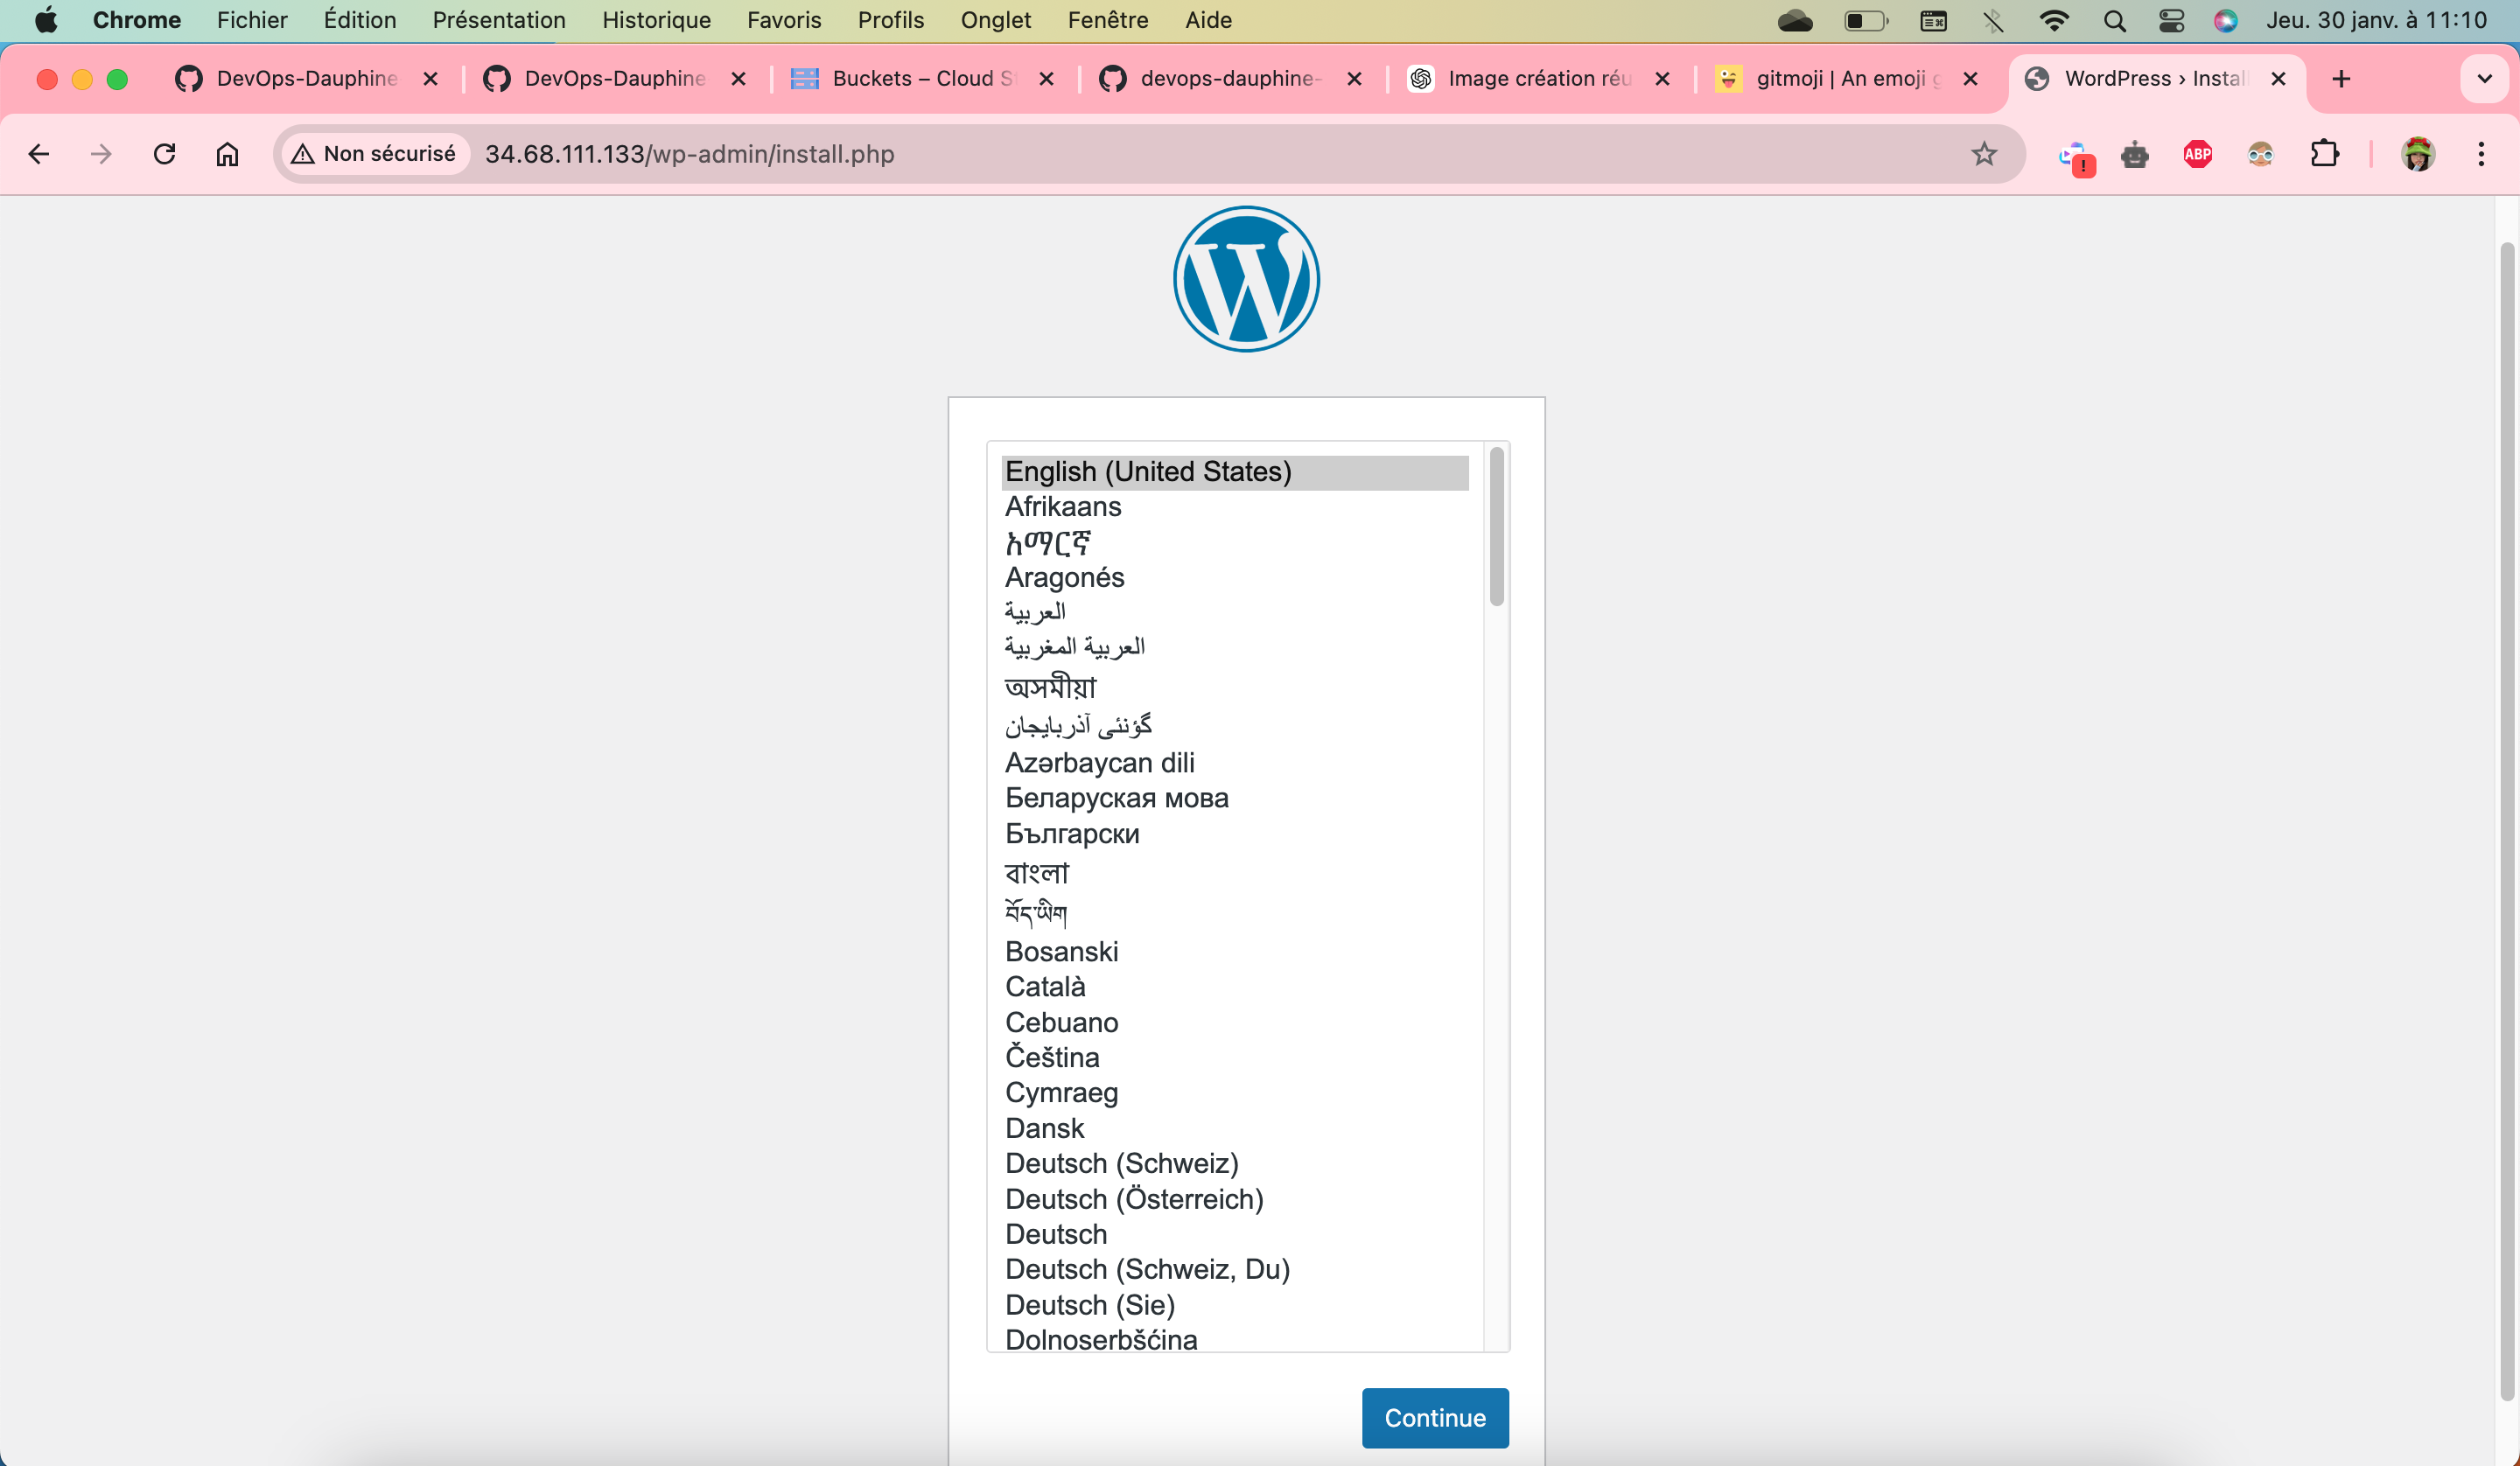 Chrome Fichier Édition Présentation Historique Favoris Profils Onglet Fenêtre Aide Jeu. 30 janv. à 11:10
DevOps-Dauphine DevOps-Dauphine Buckets – Cloud S devops-dauphine- Image création réu gitmoji | An emoji g WordPress › Install
Non sécurisé 34.68.111.133/wp-admin/install.php ABP
English (United States)
Afrikaans
አማርኛ
Aragonés
العربية
العربية المغربية
অসমীয়া
گؤنئی آذربایجان
Azərbaycan dili
Беларуская мова
Български
বাংলা
བོད་ཡིག
Bosanski
Català
Cebuano
Čeština
Cymraeg
Dansk
Deutsch (Schweiz)
Deutsch (Österreich)
Deutsch
Deutsch (Schweiz, Du)
Deutsch (Sie)
Dolnoserbšćina
Continue